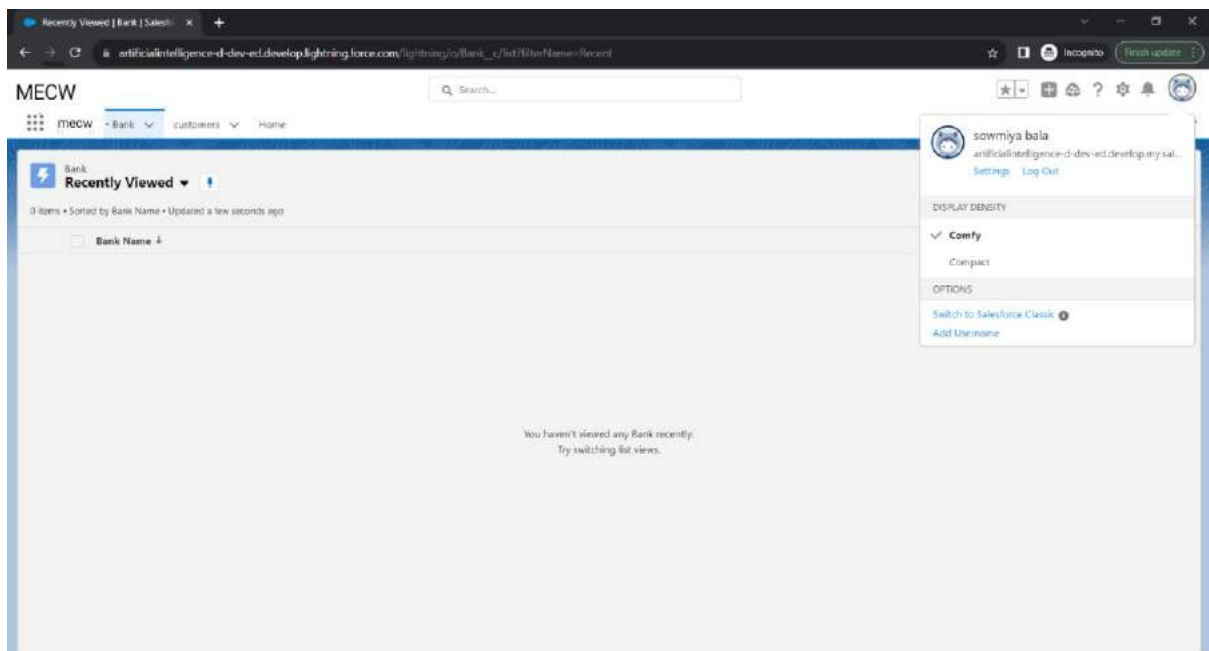 Recently Viewed | Bank | Salesfo
artificialintelligence-d-dev-ed.develop.lightning.force.com/lightning/o/Bank__c/list?filterName=Recent
Incognito
Finish update
MECW
Search...
mecw
Bank
customers
Home
sowmiya bala
artificialintelligence-d-dev-ed.develop.my.sal...
Settings Log Out
Bank
Recently Viewed
0 items • Sorted by Bank Name • Updated a few seconds ago
DISPLAY DENSITY
Bank Name
Comfy
Compact
OPTIONS
Switch to Salesforce Classic
Add Username
You haven't viewed any Bank recently.
Try switching list views.